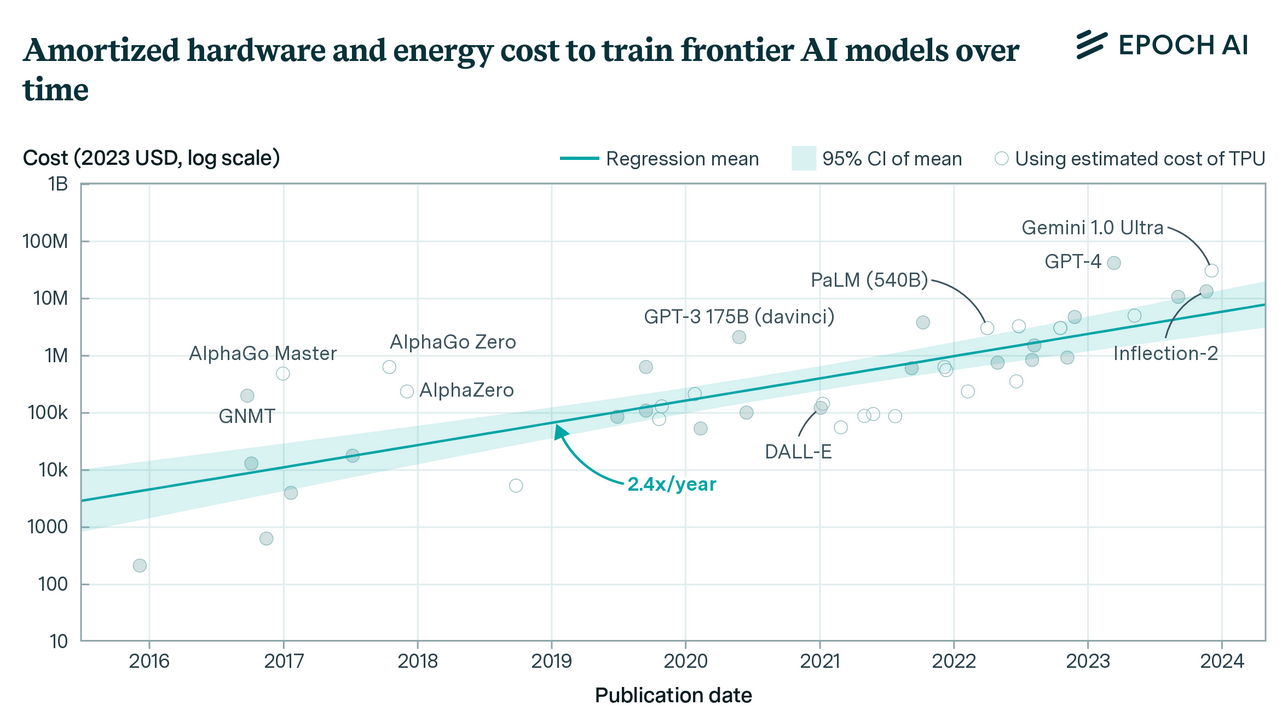 Amortized hardware and energy cost to train frontier AI models over
time
EPOCH AI
Cost (2023 USD, log scale)
Regression mean
95% CI of mean
Using estimated cost of TPU
1B
100M
10M
1M
100k
10k
1000
100
10
Gemini 1.0 Ultra
GPT-4
PaLM (540B)
GPT-3 175B (davinci)
AlphaGo Zero
AlphaGo Master
Inflection-2
AlphaZero
GNMT
DALL-E
2.4x/year
2016
2017
2018
2019
2020
2021
2022
2023
2024
Publication date